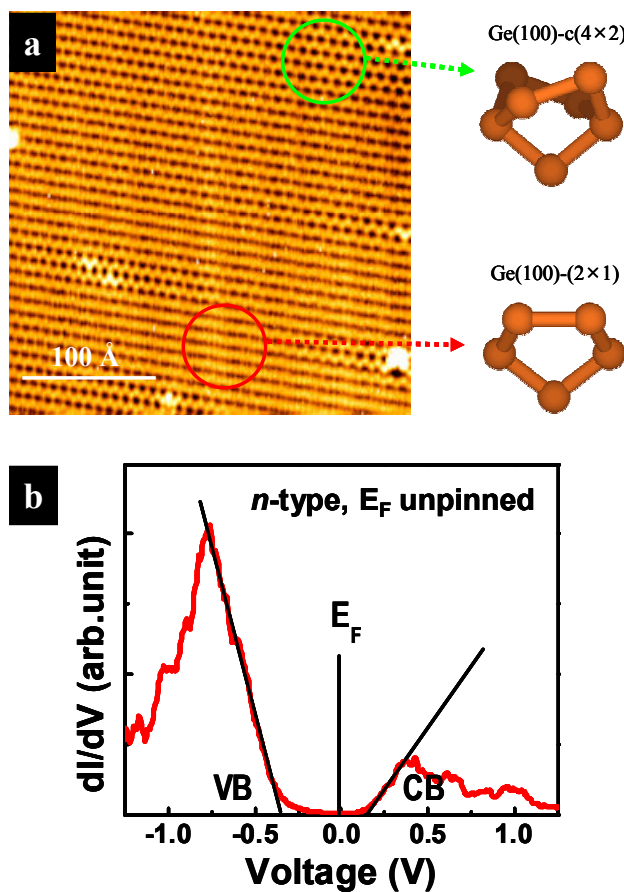 a
Ge(100)-c(4×2)
Ge(100)-(2×1)
100 Å
b
n-type, EF unpinned
EF
VB
CB
dI/dV (arb.unit)
-1.0 -0.5 0.0 0.5 1.0
Voltage (V)